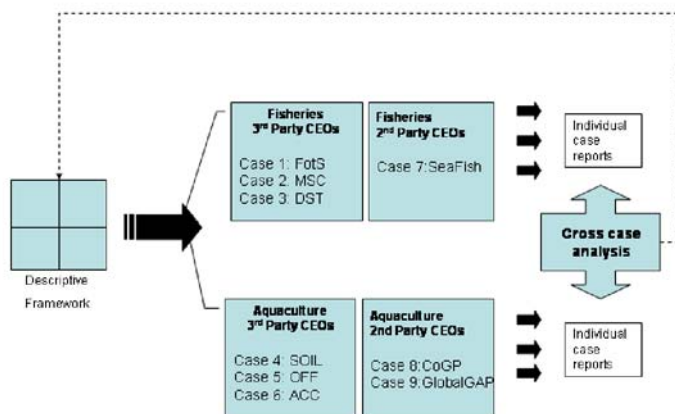 Fisheries
3rd Party CEOs
Case 1: FotS
Case 2: MSC
Case 3: DST
Fisheries
2nd Party CEOs
Case 7:SeaFish
Individual
case
reports
Descriptive
Framework
Cross case
analysis
Aquaculture
3rd Party CEOs
Case 4: SOIL
Case 5: OFF
Case 6: ACC
Aquaculture
2nd Party CEOs
Case 8:CoGP
Case 9:GlobalGAP
Individual
case
reports